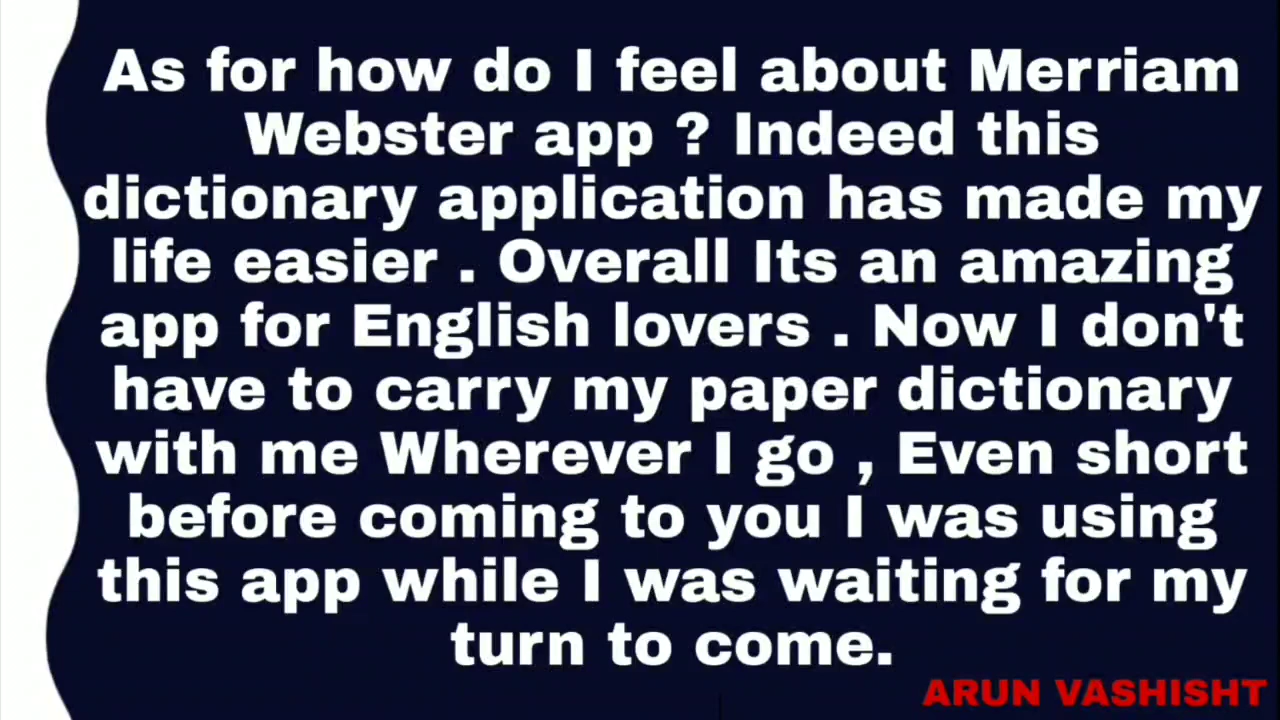 As for how do I feel about Merriam
Webster app ? Indeed this
dictionary application has made my
life easier . Overall Its an amazing
app for English lovers . Now I don't
have to carry my paper dictionary
with me Wherever I go , Even short
before coming to you I was using
this app while I was waiting for my
turn to come.
ARUN VASHISHT